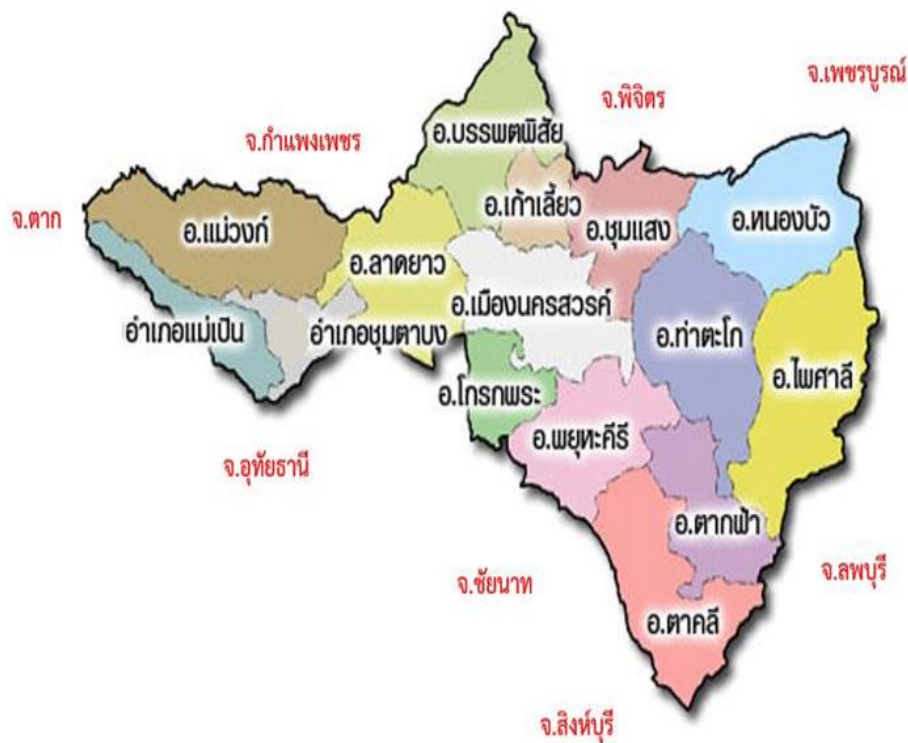 จ.เพชรบูรณ์
จ.พิจิตร
จ.กำแพงเพชร
อ.บรรพตพิสัย
จ.ตาก
อ.แม่วงก์
อ.เก้าเลี้ยว
อ.ชุมแสง
อ.หนองบัว
อ.ลาดยาว
อ.เมืองนครสวรรค์
อำเภอแม่เปิน
อำเภอชุมตาบง
อ.ท่าตะโก
อ.โกรกพระ
อ.ไพศาลี
อ.พยุหะคีรี
จ.อุทัยธานี
อ.ตากฟ้า
จ.ชัยนาท
จ.ลพบุรี
อ.ตาคลี
จ.สิงห์บุรี